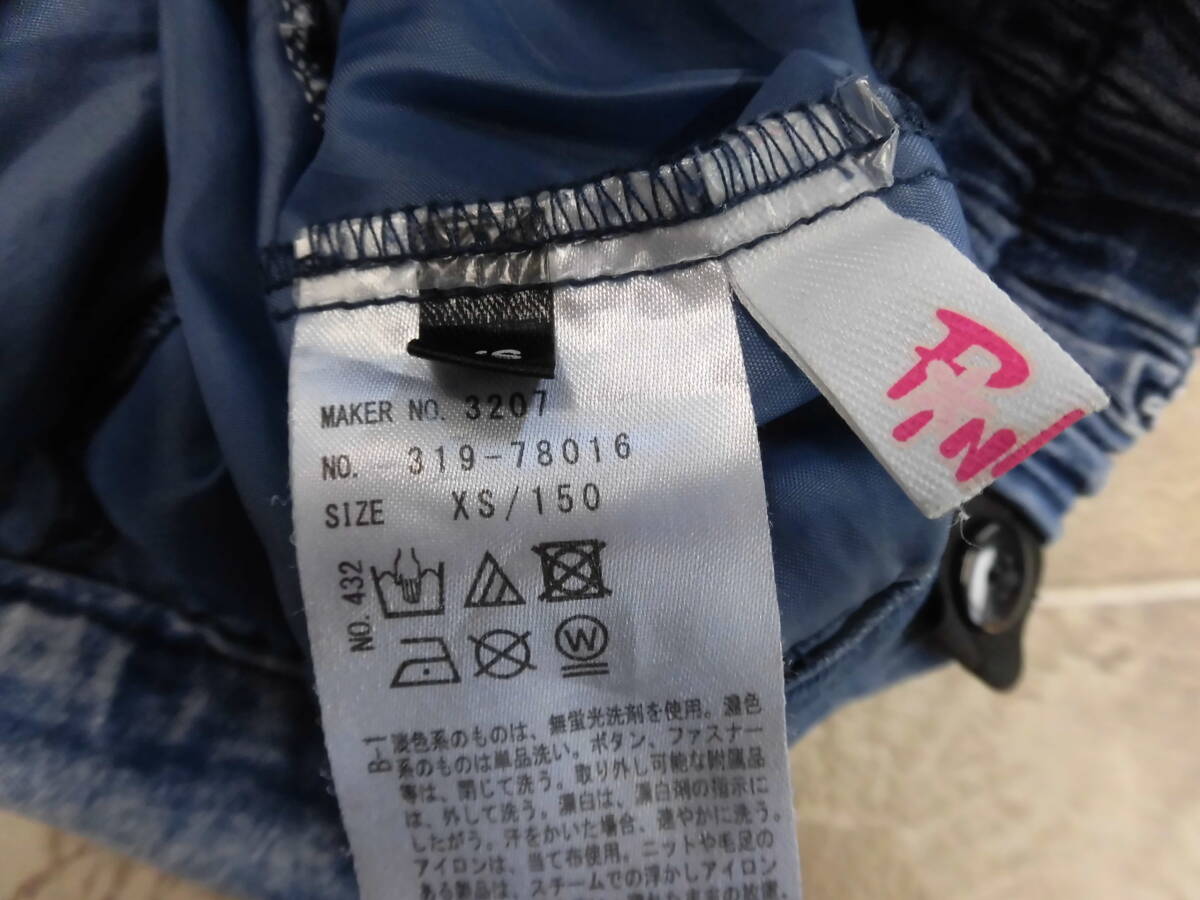 MAKER NO. 3207
NO. 319-78016
SIZE XS/150
NO.432
W
B-1
淡色系のものは、無蛍光洗剤を使用。濃色
系のものは単品洗い。ボタン、ファスナー
等は、閉じて洗う。取り外し可能な附属品
は、外して洗う。漂白は、漂白剤の指示に
したがう。汗をかいた場合、速やかに洗う。
アイロンは、当て布使用。ニットや毛足の
ある製品は、スチームでの浮かしアイロン
PIN